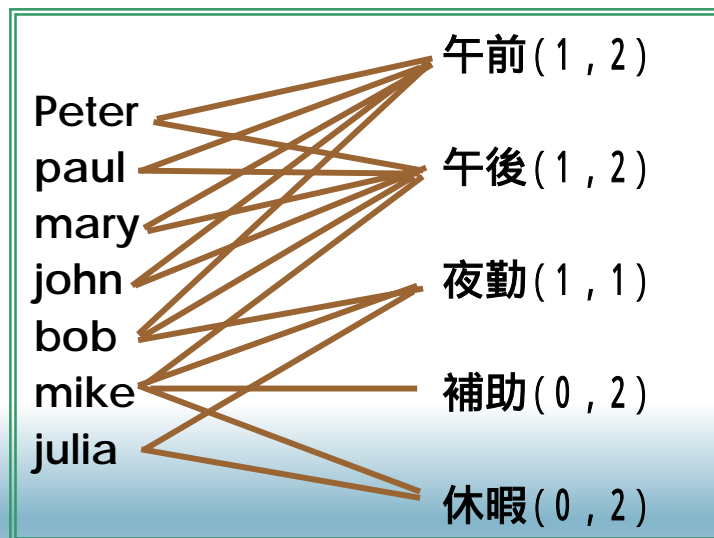 Peter
paul
mary
john
bob
mike
julia
午前(1,2)
午後(1,2)
夜勤(1,1)
補助(0,2)
休暇(0,2)